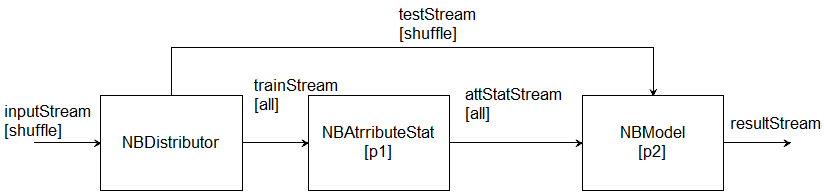 testStream
[shuffle]
inputStream
[shuffle]
NBDistributor
trainStream
[all]
NBAtrributeStat
[p1]
attStatStream
[all]
NBModel
[p2]
resultStream